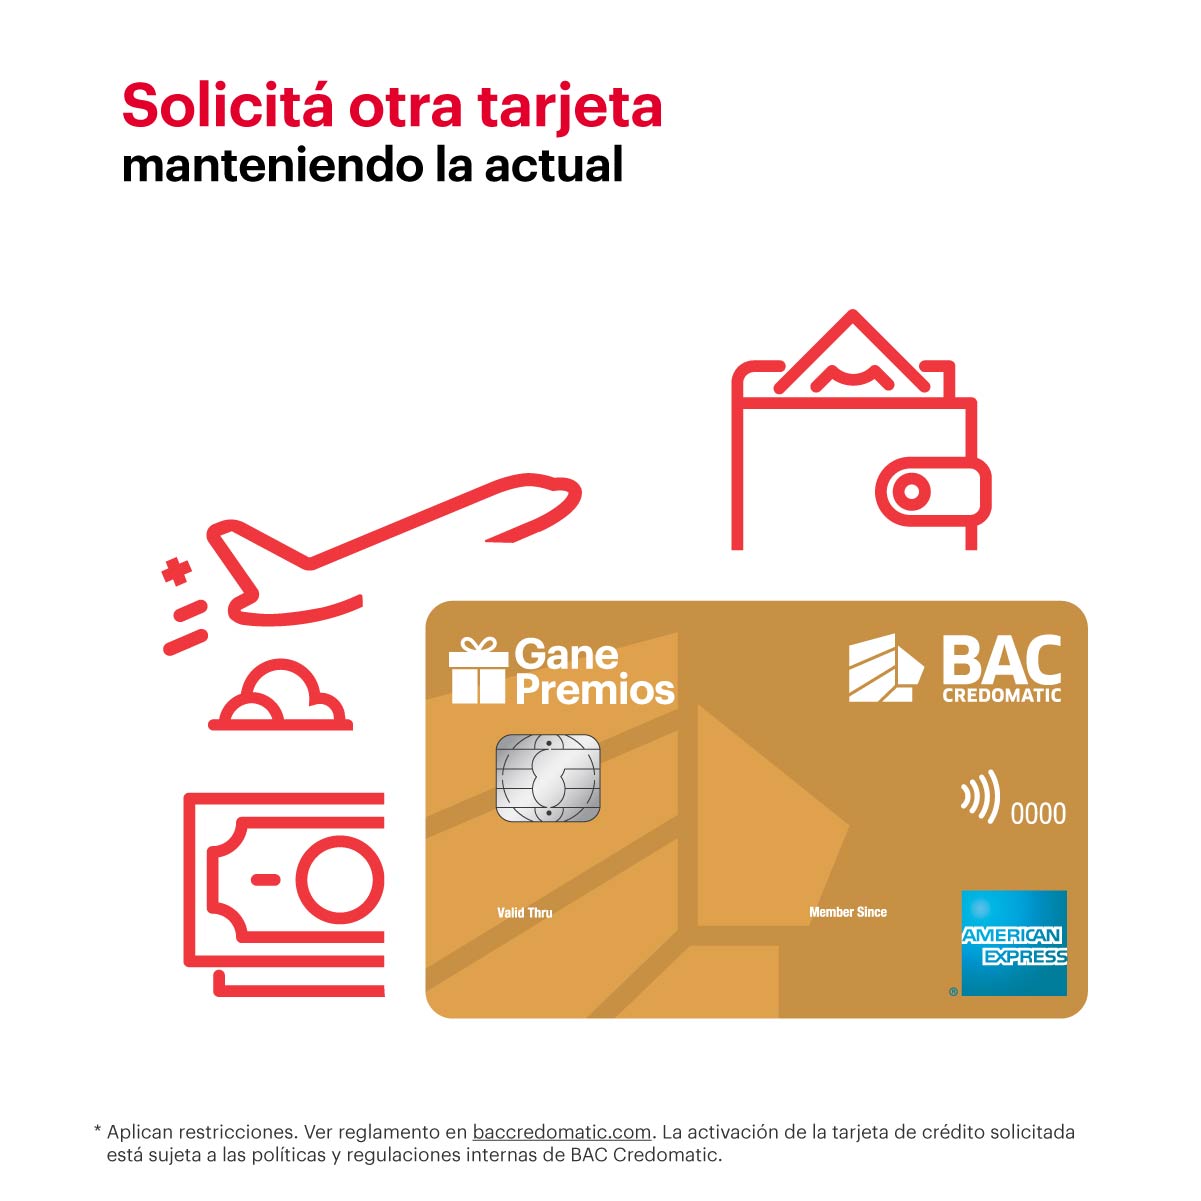 Solicitá otra tarjeta
manteniendo la actual
Gane
Premios
BAC
CREDOMATIC
0000
Valid Thru
Member Since
AMERICAN
EXPRESS
®
* Aplican restricciones. Ver reglamento en baccredomatic.com. La activación de la tarjeta de crédito solicitada
está sujeta a las políticas y regulaciones internas de BAC Credomatic.